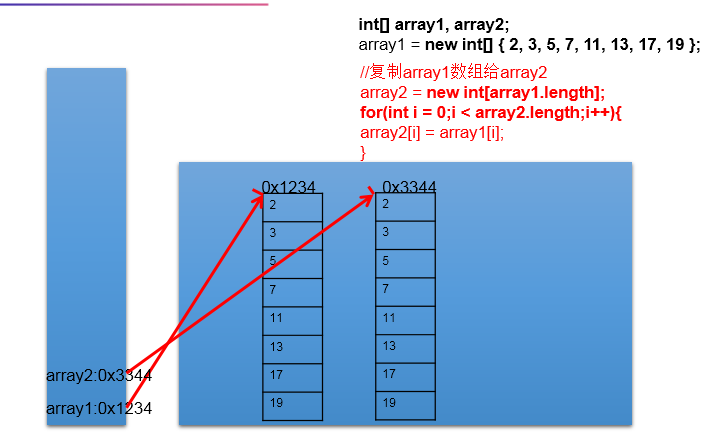 int[] array1, array2;
array1 = new int[] { 2, 3, 5, 7, 11, 13, 17, 19 };
//复制array1数组给array2
array2 = new int[array1.length];
for(int i = 0;i < array2.length;i++){
array2[i] = array1[i];
}
0x1234 0x3344
2 2
3 3
5 5
7 7
11 11
13 13
17 17
19 19
array2:0x3344
array1:0x1234